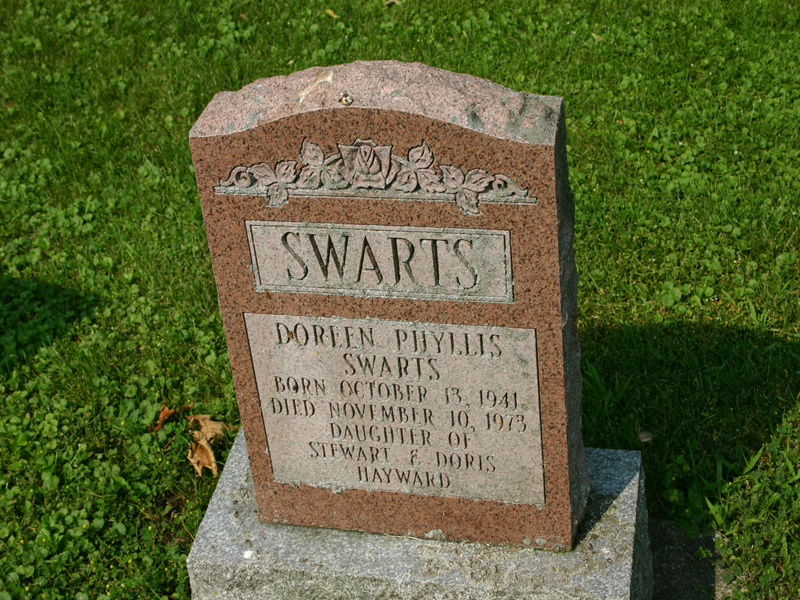 SWARTS
DOREEN PHYLLIS
SWARTS
BORN OCTOBER 13, 1941
DIED NOVEMBER 10, 1973
DAUGHTER OF
STEWART & DORIS
HAYWARD